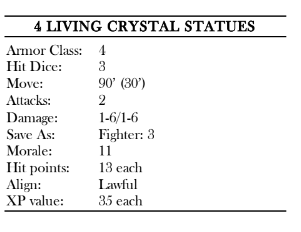 4 LIVING CRYSTAL STATUES
Armor Class: 4
Hit Dice: 3
Move: 90' (30')
Attacks: 2
Damage: 1-6/1-6
Save As: Fighter: 3
Morale: 11
Hit points: 13 each
Align: Lawful
XP value: 35 each